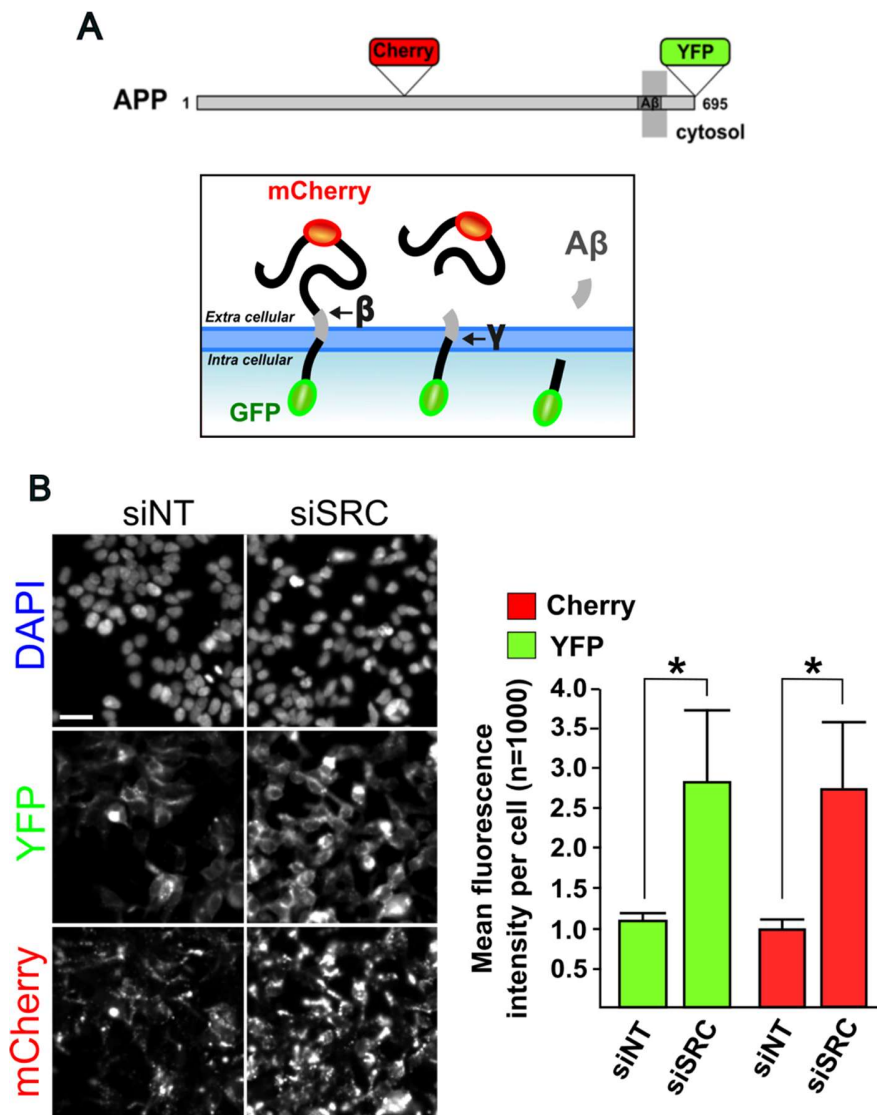 A
Cherry
YFP
APP 1
Aβ
695
cytosol
mCherry
Aβ
β
Extra cellular
γ
Intra cellular
GFP
B
siNT siSRC
DAPI
YFP
mCherry
Cherry
YFP
* *
Mean fluorescence
intensity per cell (n=1000)
4.0
3.5
3.0
2.5
2.0
1.5
1.0
0.5
siNT siSRC siNT siSRC